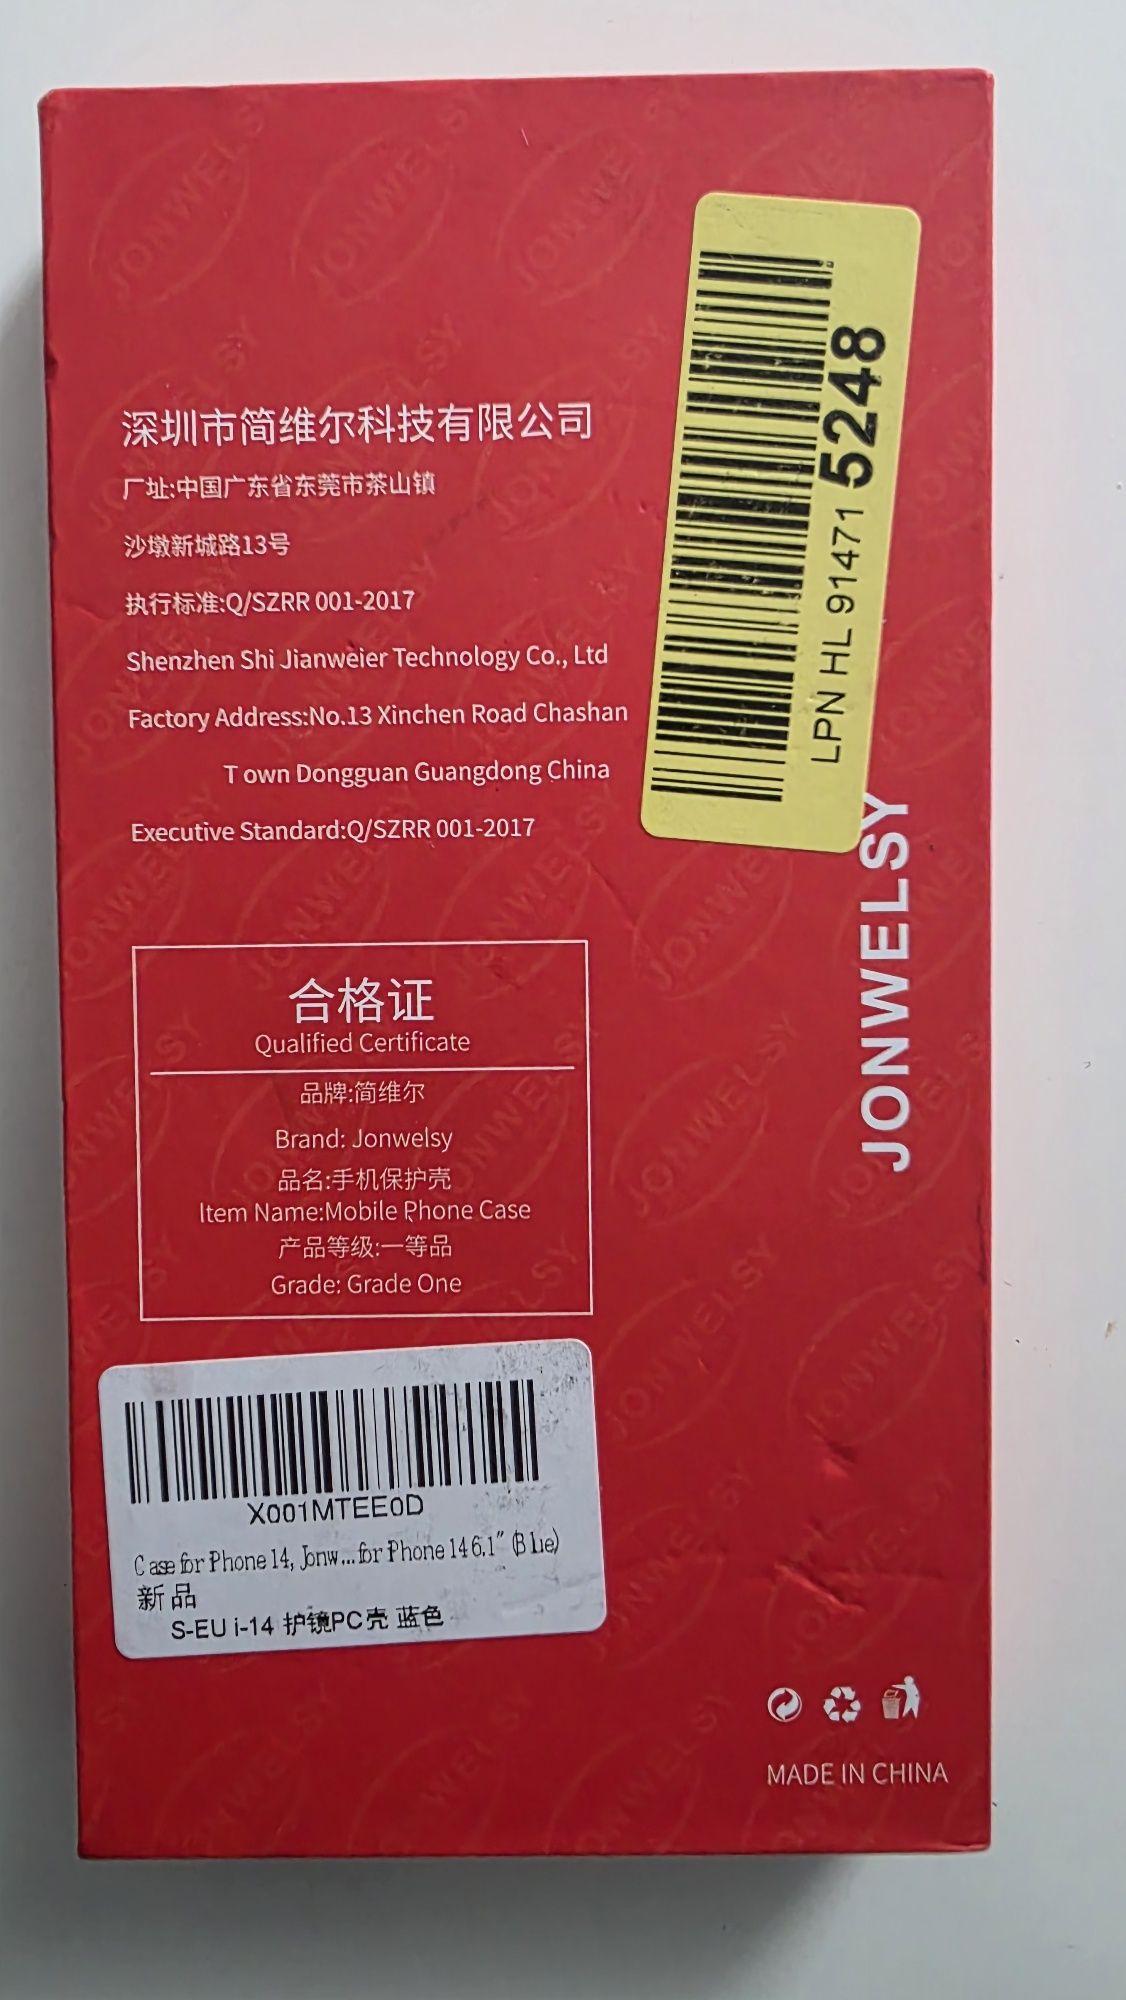 深圳市简维尔科技有限公司
厂址:中国广东省东莞市茶山镇
沙墩新城路13号
执行标准:Q/SZRR 001-2017
Shenzhen Shi Jianweier Technology Co., Ltd
Factory Address:No.13 Xinchen Road Chashan
T own Dongguan Guangdong China
Executive Standard:Q/SZRR 001-2017
LPN HL 91471 5248
JONWELSY
合格证
Qualified Certificate
品牌:简维尔
Brand: Jonwelsy
品名:手机保护壳
Item Name:Mobile Phone Case
产品等级:一等品
Grade: Grade One
X001MTEE0D
Case for iPhone 14, Jonw...for iPhone 14 6.1" (Blue)
新品
S-EU i-14 护镜PC壳 蓝色
MADE IN CHINA